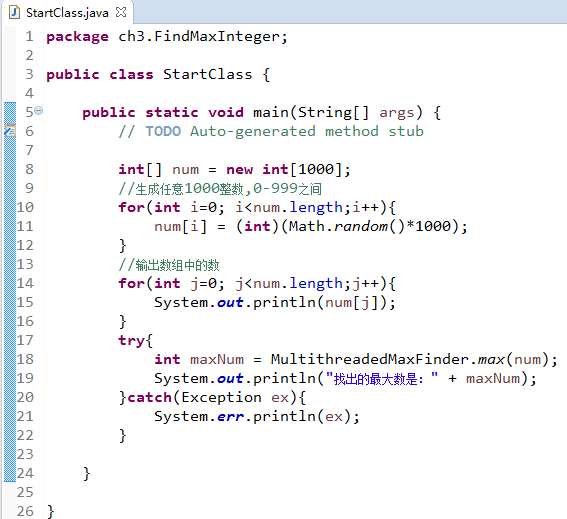 StartClass.java
1 package ch3.FindMaxInteger;
2
3 public class StartClass {
4
5     public static void main(String[] args) {
6         // TODO Auto-generated method stub
7
8         int[] num = new int[1000];
9         //生成任意1000整数,0-999之间
10         for(int i=0; i<num.length;i++){
11             num[i] = (int)(Math.random()*1000);
12         }
13         //输出数组中的数
14         for(int j=0; j<num.length;j++){
15             System.out.println(num[j]);
16         }
17         try{
18             int maxNum = MultithreadedMaxFinder.max(num);
19             System.out.println("找出的最大数是：" + maxNum);
20         }catch(Exception ex){
21             System.err.println(ex);
22         }
23
24     }
25
26 }